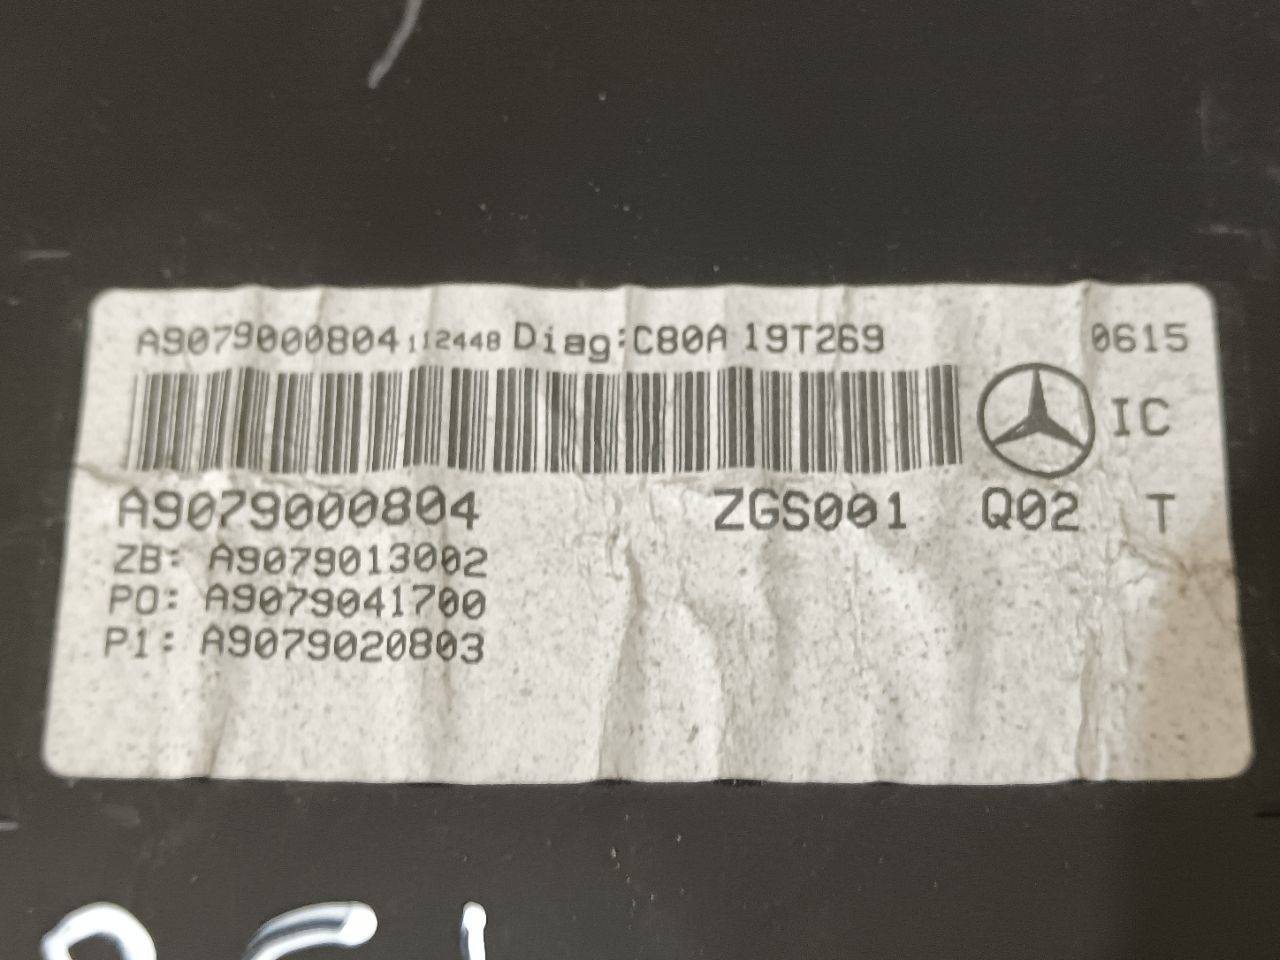 A9079000804 112448 Diag:C80A 19T269 0615
IC
A9079000804 ZGS001 Q02 T
ZB: A9079013002
P0: A9079041700
P1: A9079020803